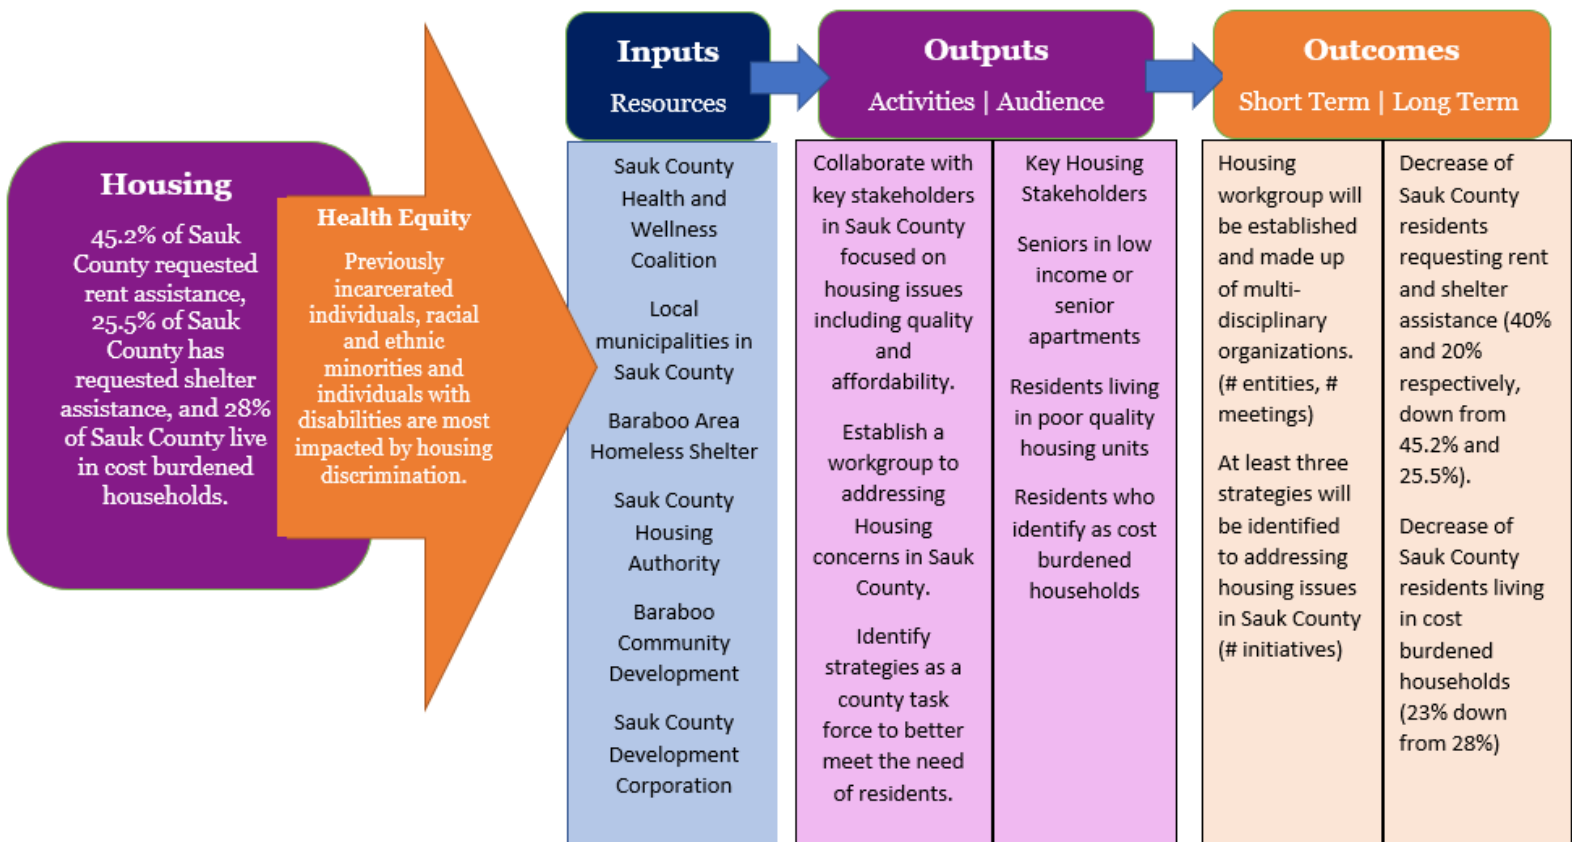 Housing
45.2% of Sauk
County requested
rent assistance,
25.5% of Sauk
County has
requested shelter
assistance, and 28%
of Sauk County live
in cost burdened
households.
Health Equity
Previously
incarcerated
individuals, racial
and ethnic
minorities and
individuals with
disabilities are most
impacted by housing
discrimination.
Inputs
Resources
Sauk County
Health and
Wellness
Coalition
Local
municipalities in
Sauk County
Baraboo Area
Homeless Shelter
Sauk County
Housing
Authority
Baraboo
Community
Development
Sauk County
Development
Corporation
Outputs
Activities | Audience
Collaborate with
key stakeholders
in Sauk County
focused on
housing issues
including quality
and
affordability.
Establish a
workgroup to
addressing
Housing
concerns in Sauk
County.
Identify
strategies as a
county task
force to better
meet the need
of residents.
Key Housing
Stakeholders
Seniors in low
income or
senior
apartments
Residents living
in poor quality
housing units
Residents who
identify as cost
burdened
households
Outcomes
Short Term | Long Term
Housing
workgroup will
be established
and made up
of multi-
disciplinary
organizations.
(# entities, #
meetings)
At least three
strategies will
be identified
to addressing
housing issues
in Sauk County
(# initiatives)
Decrease of
Sauk County
residents
requesting rent
and shelter
assistance (40%
and 20%
respectively,
down from
45.2% and
25.5%).
Decrease of
Sauk County
residents living
in cost
burdened
households
(23% down
from 28%)